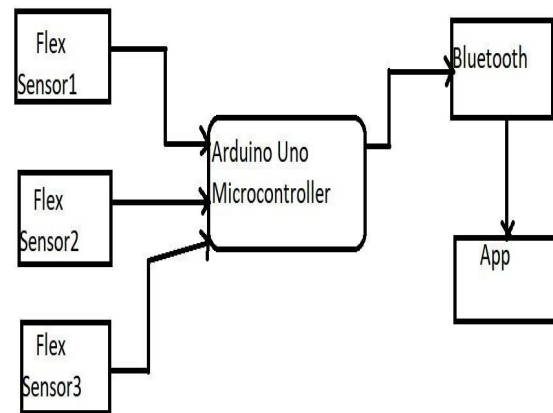 Flex
Sensor1
Flex
Sensor2
Flex
Sensor3
Arduino Uno
Microcontroller
Bluetooth
App